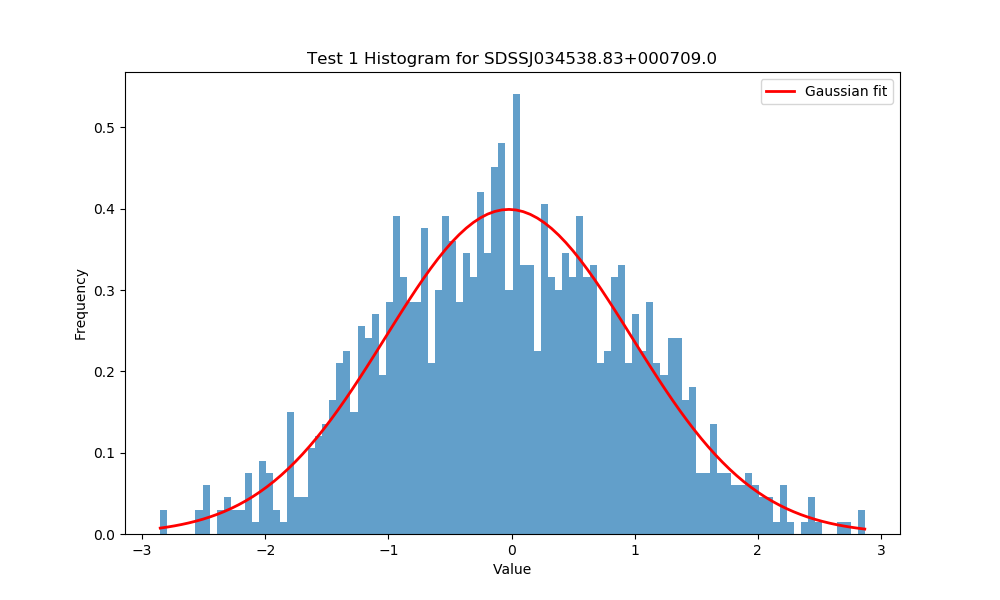 Test 1 Histogram for SDSSJ034538.83+000709.0
Gaussian fit
Frequency
0.5
0.4
0.3
0.2
0.1
0.0
−3 −2 −1 0 1 2 3
Value